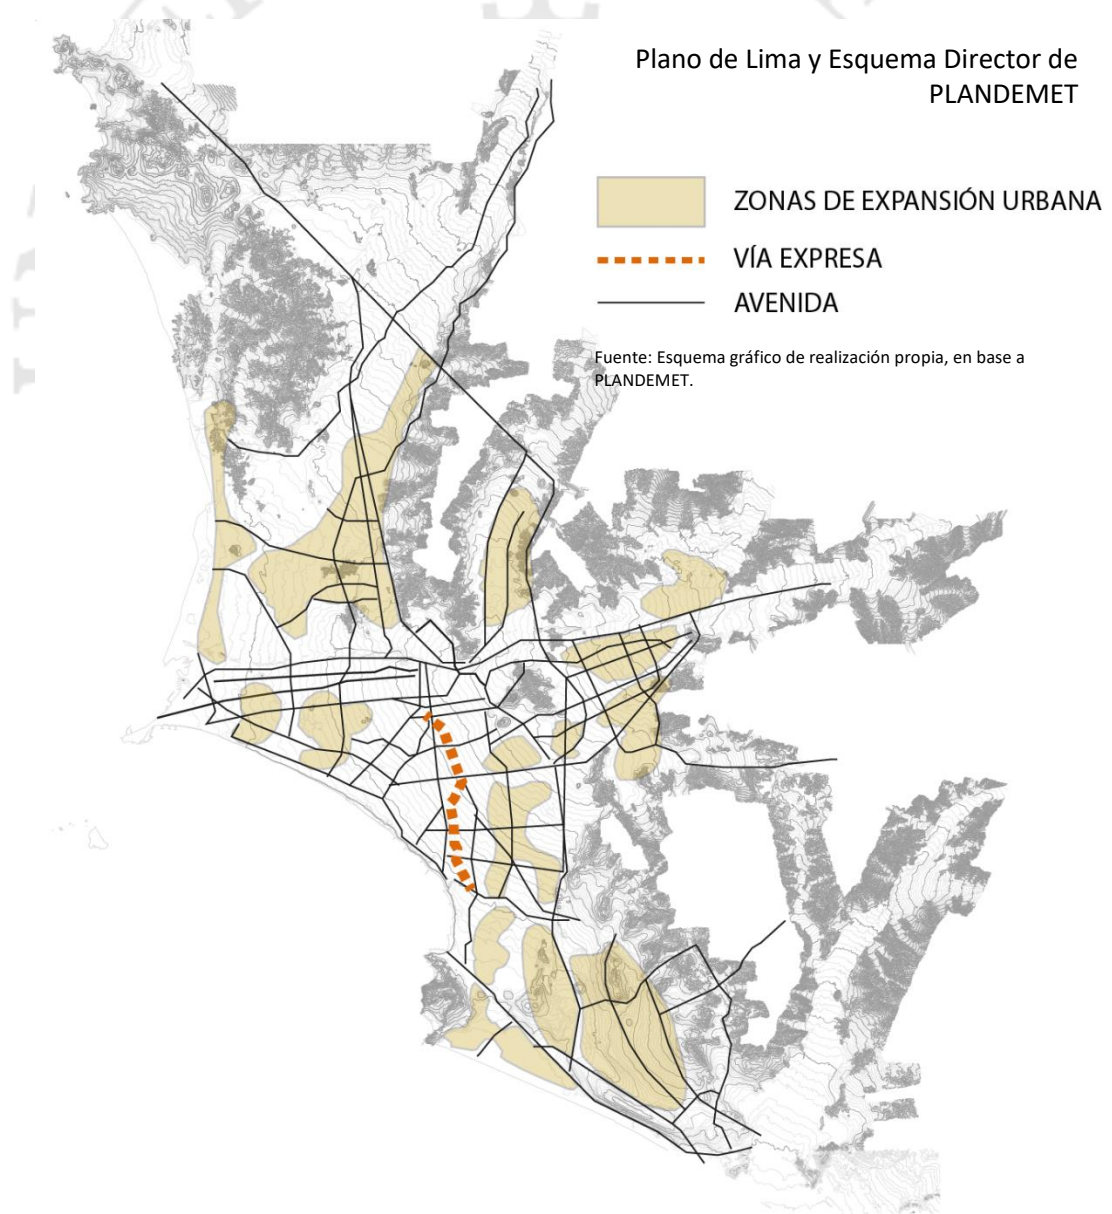 Plano de Lima y Esquema Director de
PLANDEMET
ZONAS DE EXPANSIÓN URBANA
VÍA EXPRESA
AVENIDA
Fuente: Esquema gráfico de realización propia, en base a
PLANDEMET.